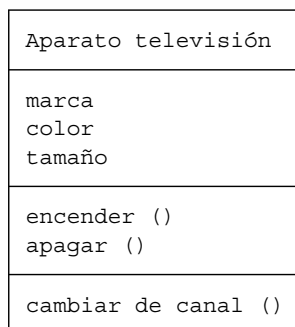 Aparato televisión
marca
color
tamaño
encender ()
apagar ()
cambiar de canal ()